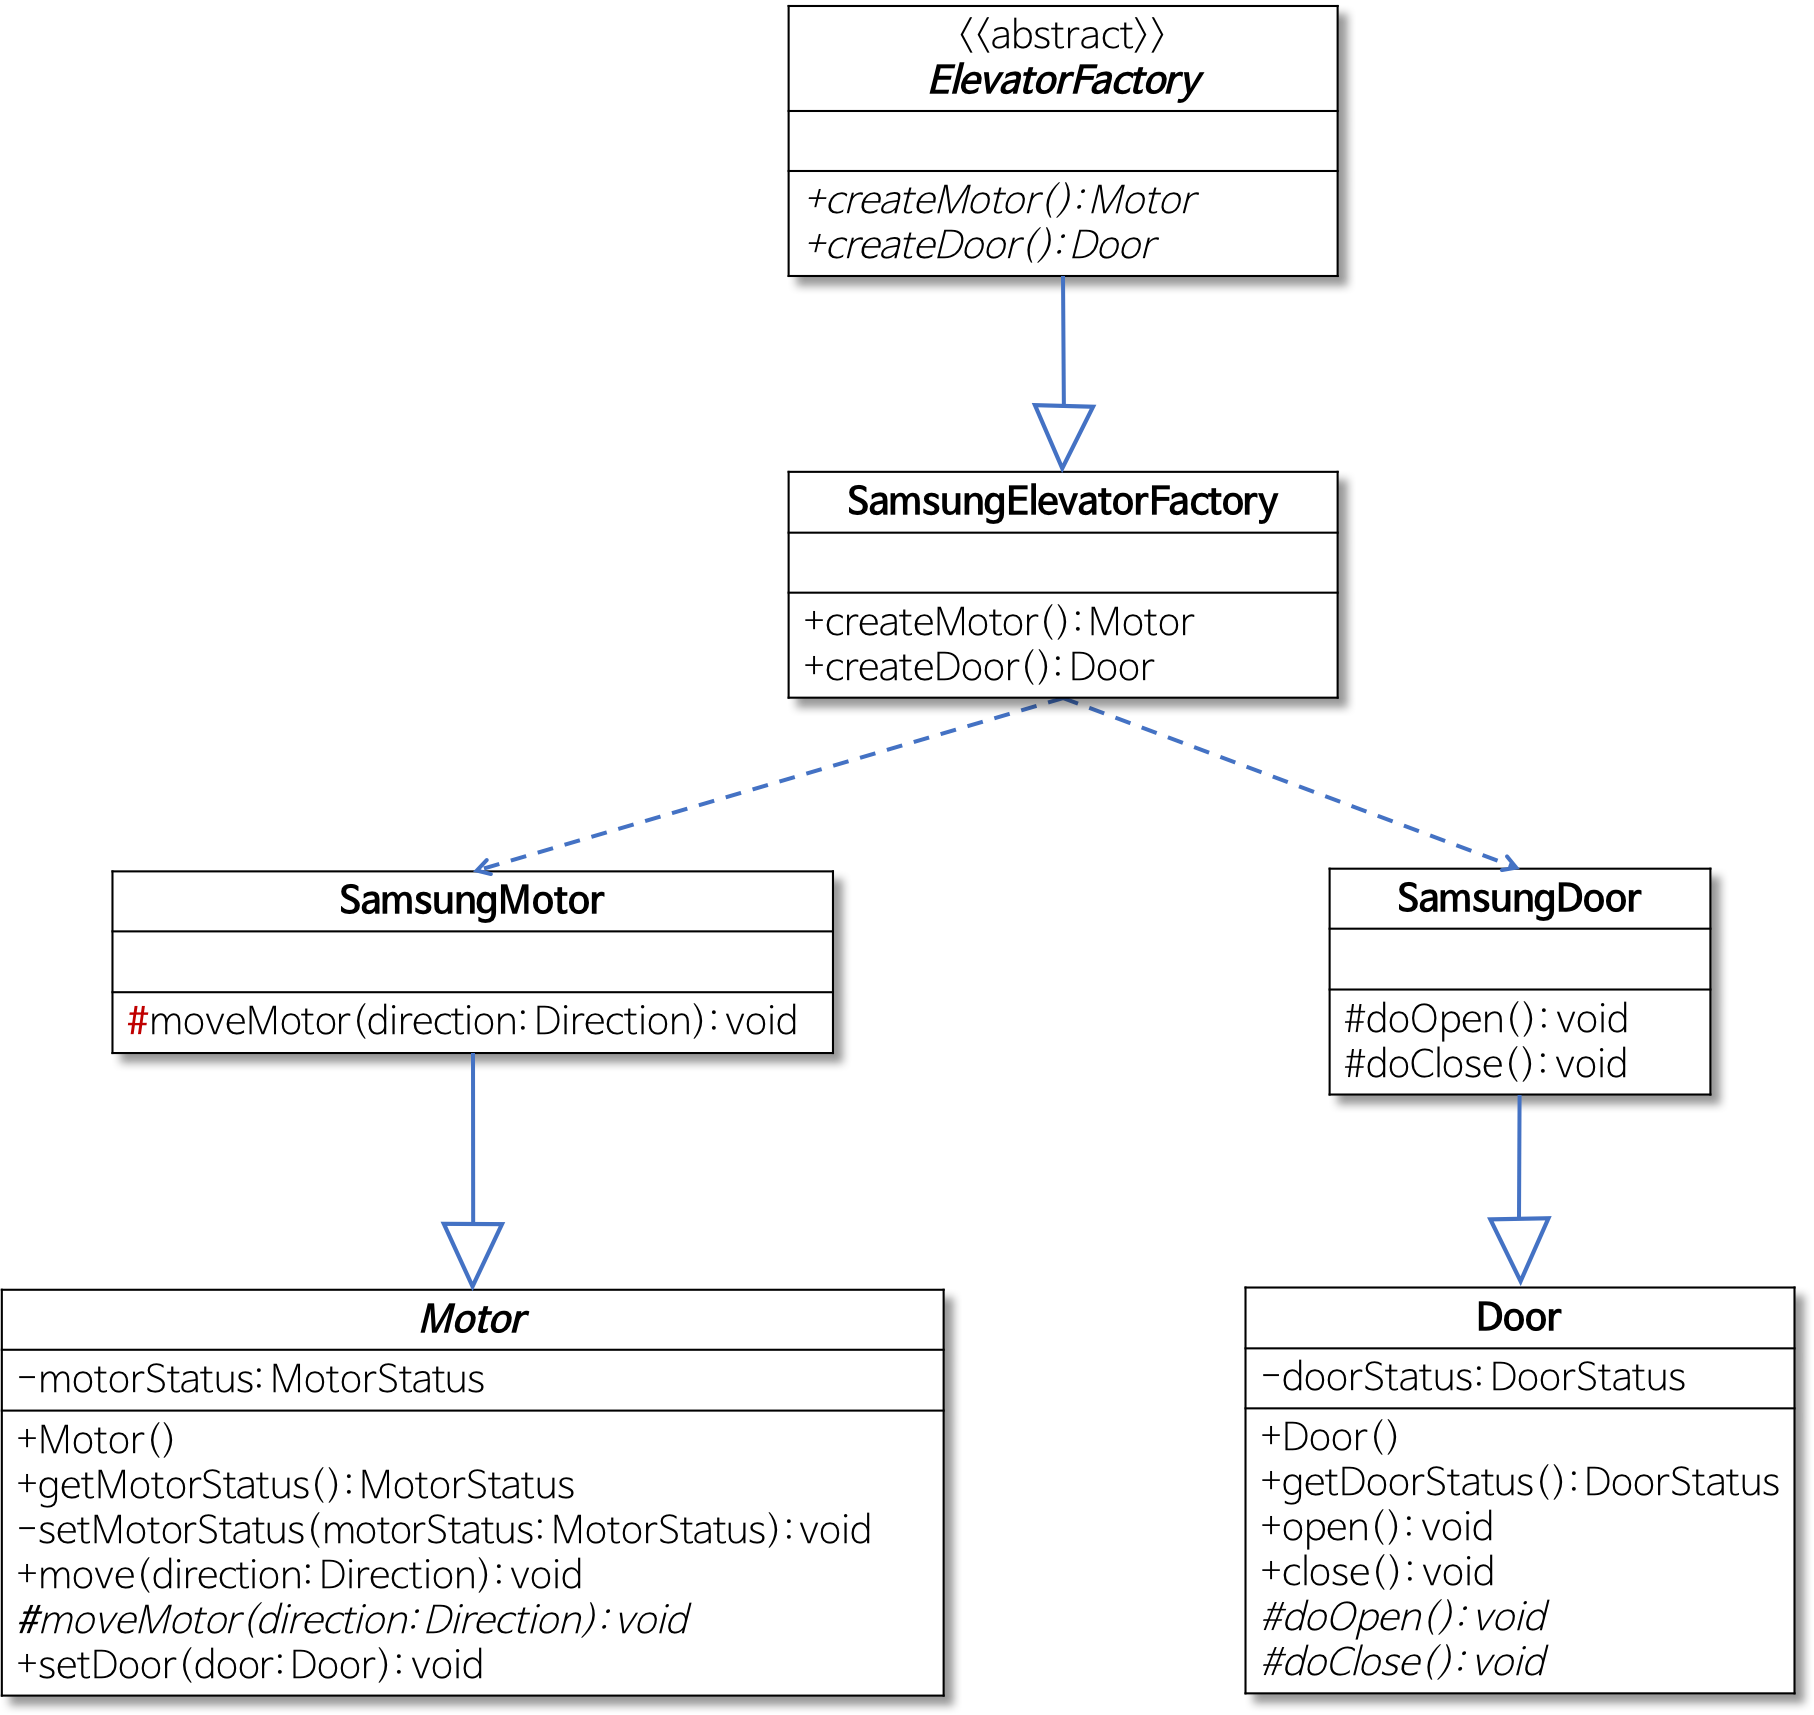 <<abstract>>
ElevatorFactory
+createMotor():Motor
+createDoor():Door
SamsungElevatorFactory
+createMotor():Motor
+createDoor():Door
SamsungMotor
#moveMotor(direction:Direction):void
SamsungDoor
#doOpen():void
#doClose():void
Motor
-motorStatus:MotorStatus
+Motor()
+getMotorStatus():MotorStatus
-setMotorStatus(motorStatus:MotorStatus):void
+move(direction:Direction):void
#moveMotor(direction:Direction):void
+setDoor(door:Door):void
Door
-doorStatus:DoorStatus
+Door()
+getDoorStatus():DoorStatus
+open():void
+close():void
#doOpen():void
#doClose():void